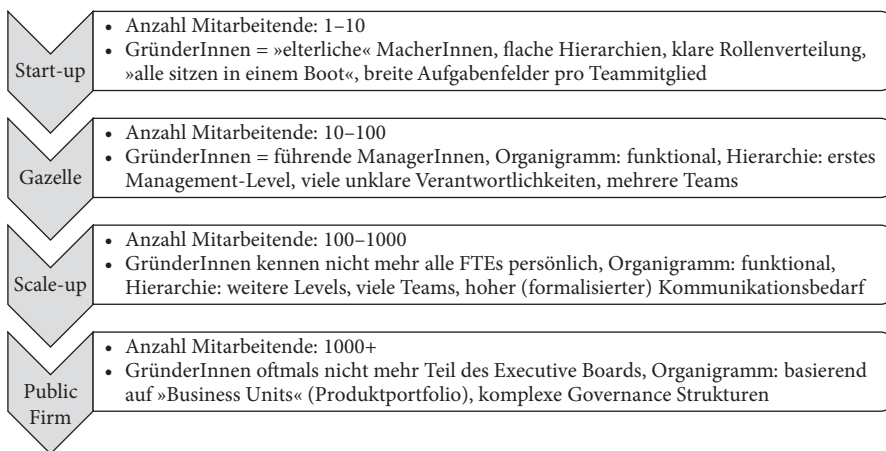 Start-up
• Anzahl Mitarbeitende: 1–10
• GründerInnen = »elterliche« MacherInnen, flache Hierarchien, klare Rollenverteilung,
»alle sitzen in einem Boot«, breite Aufgabenfelder pro Teammitglied
Gazelle
• Anzahl Mitarbeitende: 10–100
• GründerInnen = führende ManagerInnen, Organigramm: funktional, Hierarchie: erstes
Management-Level, viele unklare Verantwortlichkeiten, mehrere Teams
Scale-up
• Anzahl Mitarbeitende: 100–1000
• GründerInnen kennen nicht mehr alle FTEs persönlich, Organigramm: funktional,
Hierarchie: weitere Levels, viele Teams, hoher (formalisierter) Kommunikationsbedarf
Public
Firm
• Anzahl Mitarbeitende: 1000+
• GründerInnen oftmals nicht mehr Teil des Executive Boards, Organigramm: basierend
auf »Business Units« (Produktportfolio), komplexe Governance Strukturen